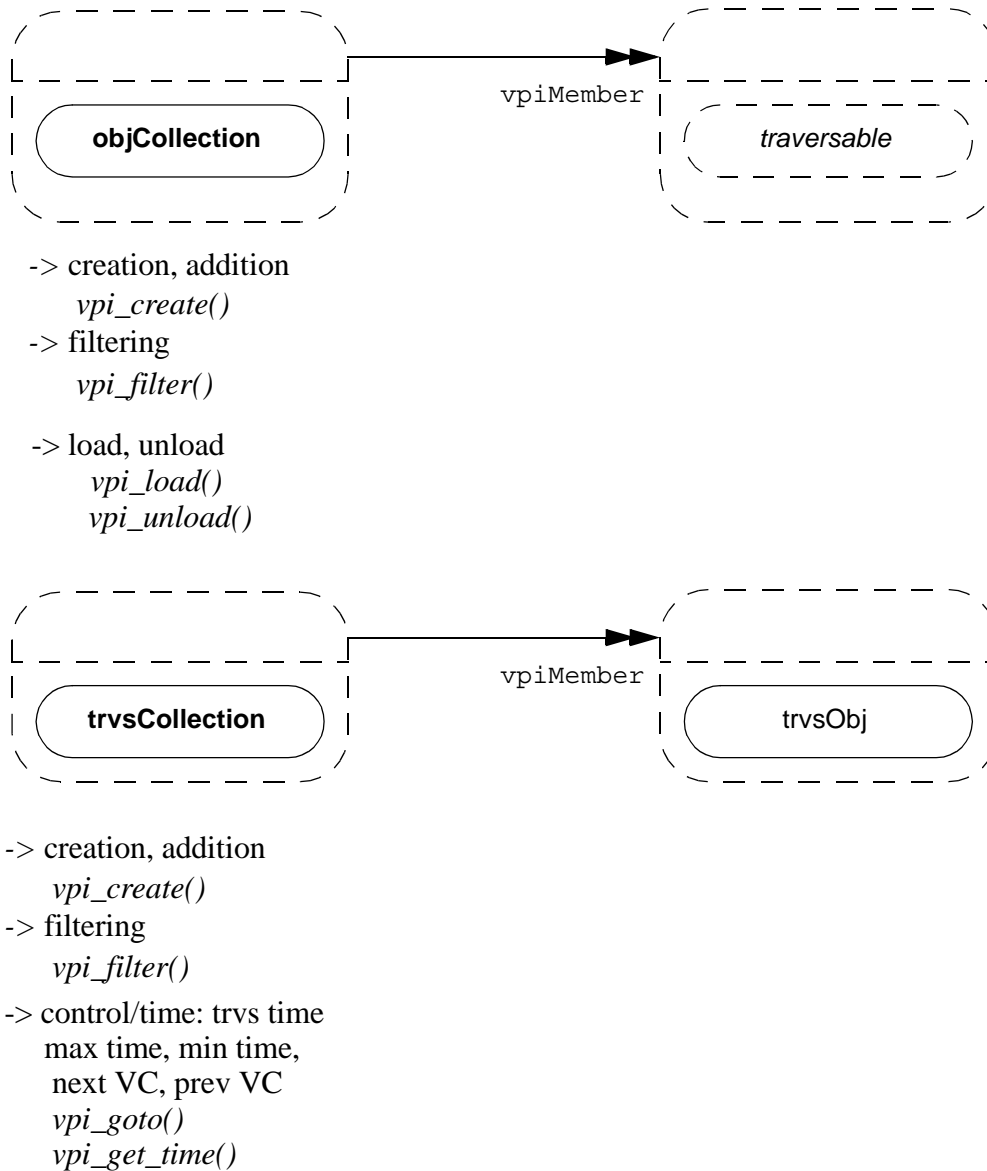 vpiMember
objCollection
traversable
-> creation, addition
vpi_create()
-> filtering
vpi_filter()
-> load, unload
vpi_load()
vpi_unload()
vpiMember
trvsCollection
trvsObj
-> creation, addition
vpi_create()
-> filtering
vpi_filter()
-> control/time: trvs time
max time, min time,
next VC, prev VC
vpi_goto()
vpi_get_time()